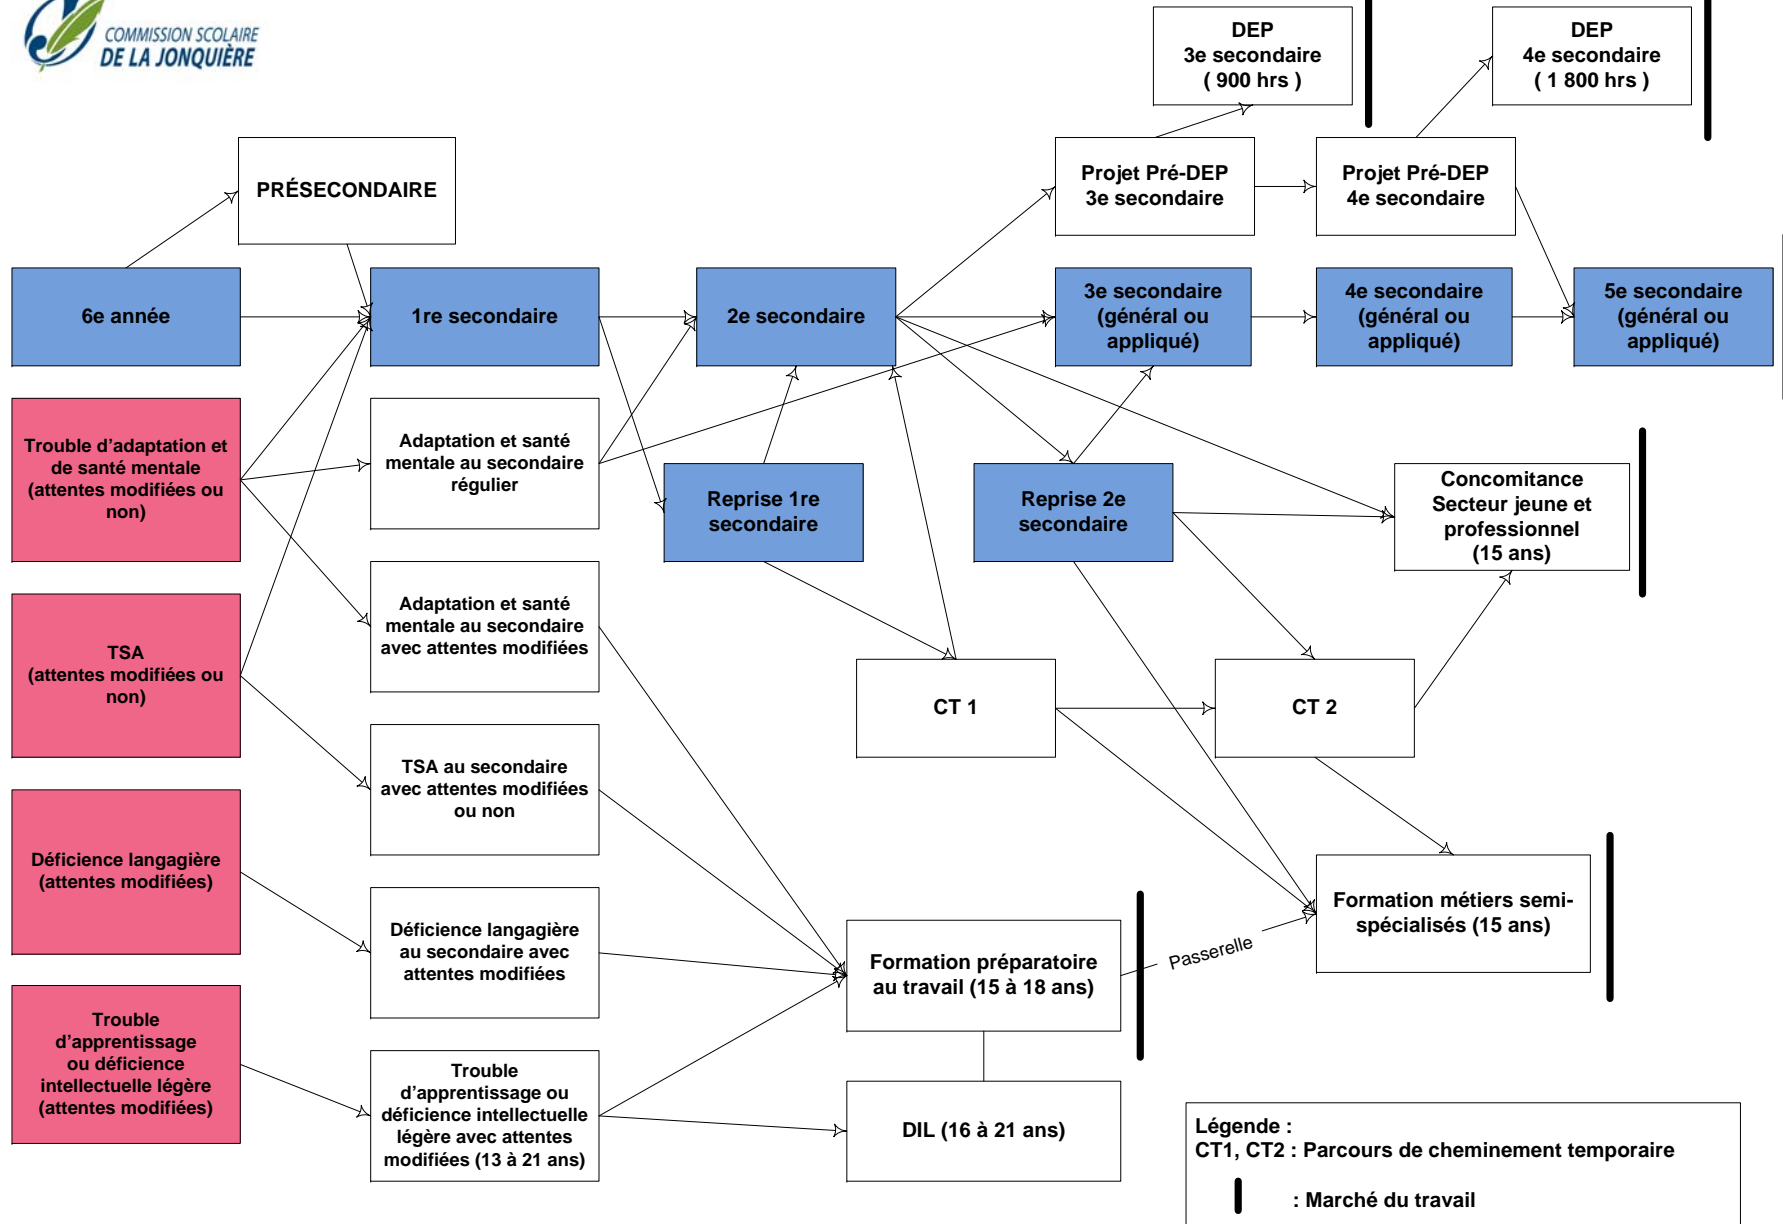 COMMISSION SCOLAIRE
DE LA JONQUIÈRE
DEP
3e secondaire
( 900 hrs )
DEP
4e secondaire
( 1 800 hrs )
PRÉSECONDAIRE
Projet Pré-DEP
3e secondaire
Projet Pré-DEP
4e secondaire
6e année
1re secondaire
2e secondaire
3e secondaire
(général ou
appliqué)
4e secondaire
(général ou
appliqué)
5e secondaire
(général ou
appliqué)
Trouble d'adaptation et
de santé mentale
(attentes modifiées ou
non)
Adaptation et santé
mentale au secondaire
régulier
Reprise 1re
secondaire
Reprise 2e
secondaire
Concomitance
Secteur jeune et
professionnel
(15 ans)
TSA
(attentes modifiées ou
non)
Adaptation et santé
mentale au secondaire
avec attentes modifiées
CT 1
CT 2
TSA au secondaire
avec attentes modifiées
ou non
Déficience langagière
(attentes modifiées)
Déficience langagière
au secondaire avec
attentes modifiées
Formation préparatoire
au travail (15 à 18 ans)
Passerelle
Formation métiers semi-
spécialisés (15 ans)
Trouble
d'apprentissage
ou déficience
intellectuelle légère
(attentes modifiées)
Trouble
d'apprentissage ou
déficience intellectuelle
légère avec attentes
modifiées (13 à 21 ans)
DIL (16 à 21 ans)
Légende :
CT1, CT2 : Parcours de cheminement temporaire
: Marché du travail